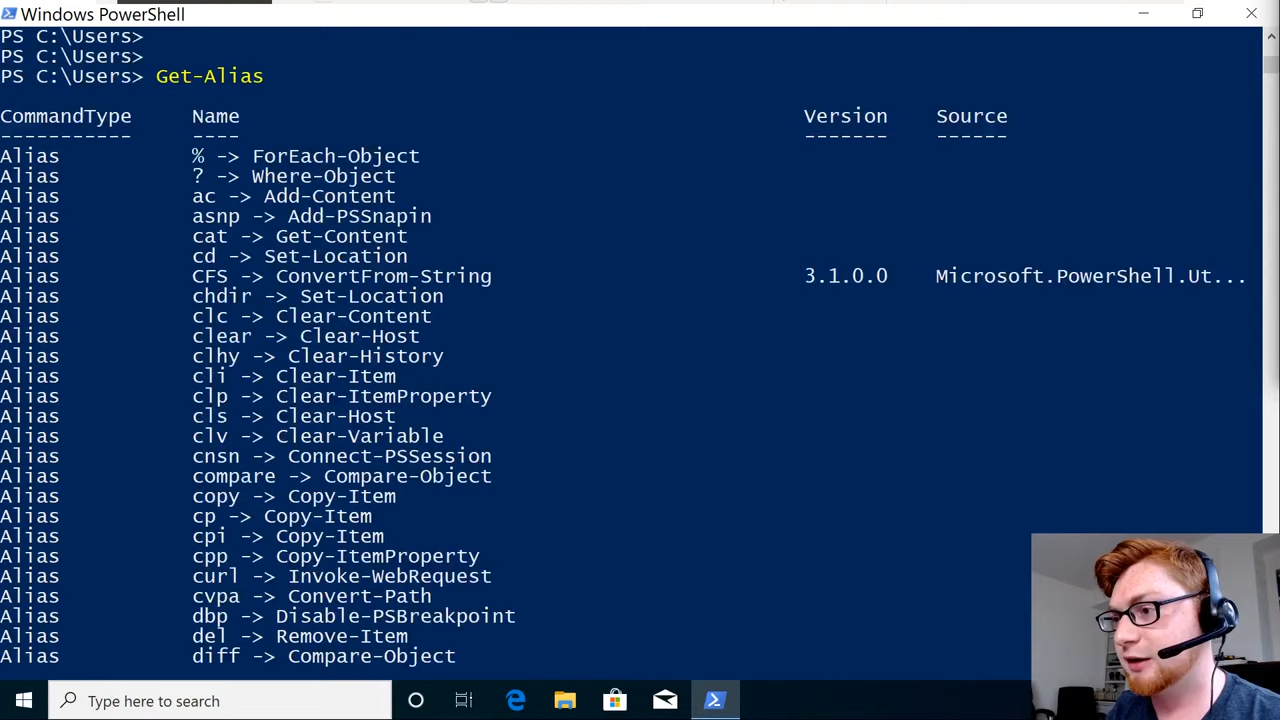 Windows PowerShell
PS C:\Users>
PS C:\Users>
PS C:\Users> Get-Alias
CommandType Name Version Source
----------- ---- ------- ------
Alias % -> ForEach-Object
Alias ? -> Where-Object
Alias ac -> Add-Content
Alias asnp -> Add-PSSnapin
Alias cat -> Get-Content
Alias cd -> Set-Location
Alias CFS -> ConvertFrom-String 3.1.0.0 Microsoft.PowerShell.Ut...
Alias chdir -> Set-Location
Alias clc -> Clear-Content
Alias clear -> Clear-Host
Alias clhy -> Clear-History
Alias cli -> Clear-Item
Alias clp -> Clear-ItemProperty
Alias cls -> Clear-Host
Alias clv -> Clear-Variable
Alias cnsn -> Connect-PSSession
Alias compare -> Compare-Object
Alias copy -> Copy-Item
Alias cp -> Copy-Item
Alias cpi -> Copy-Item
Alias cpp -> Copy-ItemProperty
Alias curl -> Invoke-WebRequest
Alias cvpa -> Convert-Path
Alias dbp -> Disable-PSBreakpoint
Alias del -> Remove-Item
Alias diff -> Compare-Object
Type here to search